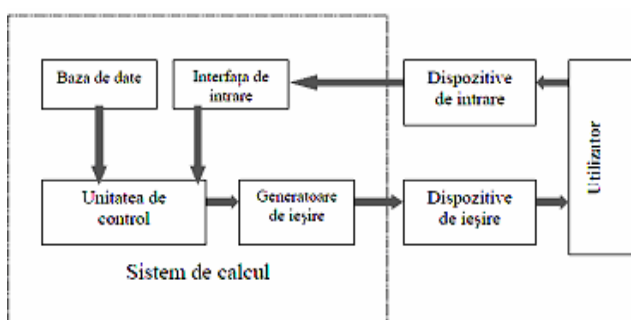 Baza de date
Interfața de
intrare
Dispozitive
de intrare
Utilizator
Unitatea de
control
Generatoare
de ieșire
Dispozitive
de ieșire
Sistem de calcul